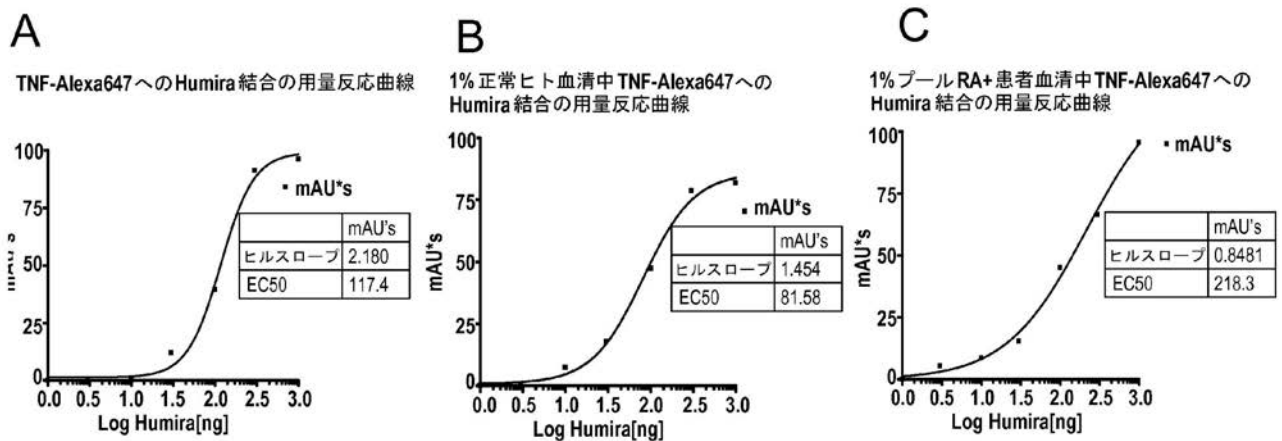 A
TNF-Alexa647へのHumira結合の用量反応曲線
100
75
50
25
0
mAU*s
0.0 0.5 1.0 1.5 2.0 2.5 3.0
Log Humira[ng]
mAU*s
mAU's
ヒルスロープ 2.180
EC50 117.4
B
1%正常ヒト血清中TNF-Alexa647への
Humira結合の用量反応曲線
100
75
50
25
0
mAU*s
0.0 0.5 1.0 1.5 2.0 2.5 3.0
Log Humira[ng]
mAU*s
mAU's
ヒルスロープ 1.454
EC50 81.58
C
1%プールRA+患者血清中TNF-Alexa647への
Humira結合の用量反応曲線
100
75
50
25
0
mAU*s
0.0 0.5 1.0 1.5 2.0 2.5 3.0
Log Humira[ng]
mAU*s
mAU's
ヒルスロープ 0.8481
EC50 218.3